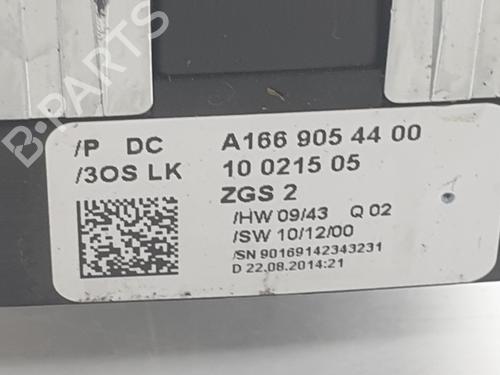 B-PARTS
/P DC A166 905 44 00
/3OS LK 10 0215 05
ZGS 2
/HW 09/43 Q 02
/SW 10/12/00
/SN 90169142343231
D 22.08.2014:21